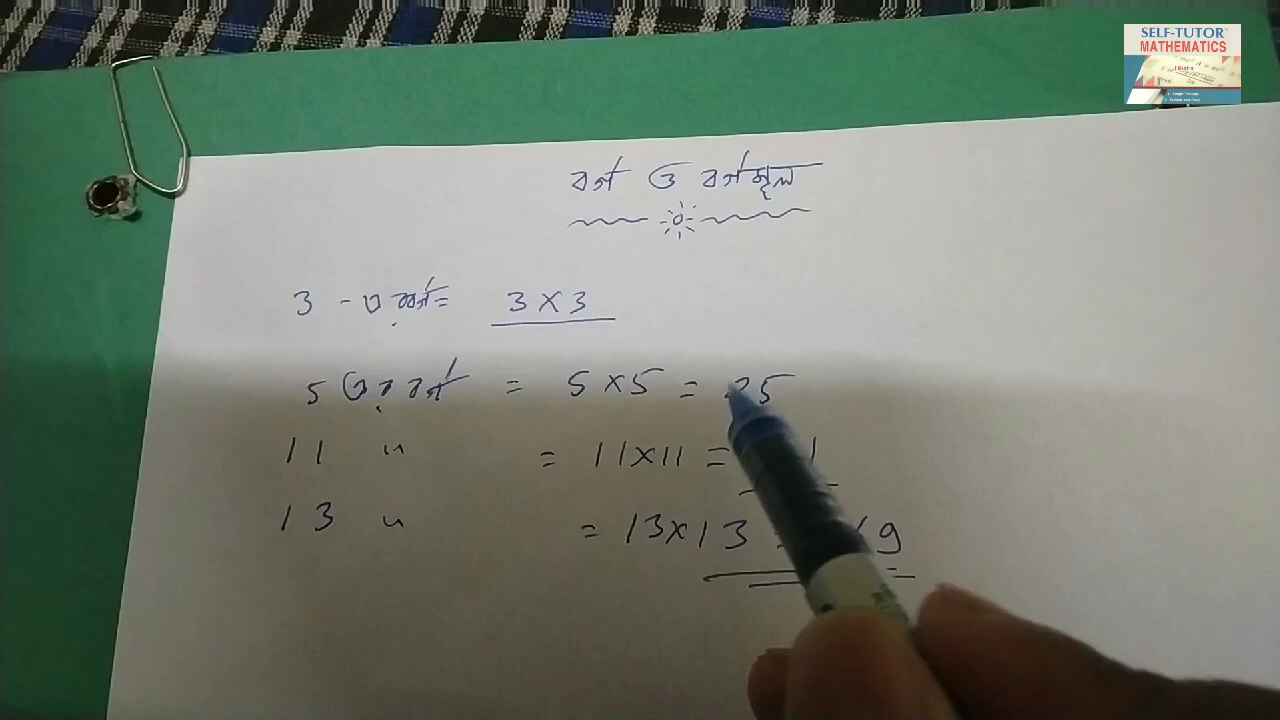 SELF-TUTOR®
MATHEMATICS
বর্গ ও বর্গমূল
3 - এর বর্গ = 3 × 3
5 এর বর্গ = 5 × 5 = 25
11 " = 11 × 11 =
13 " = 13 × 13